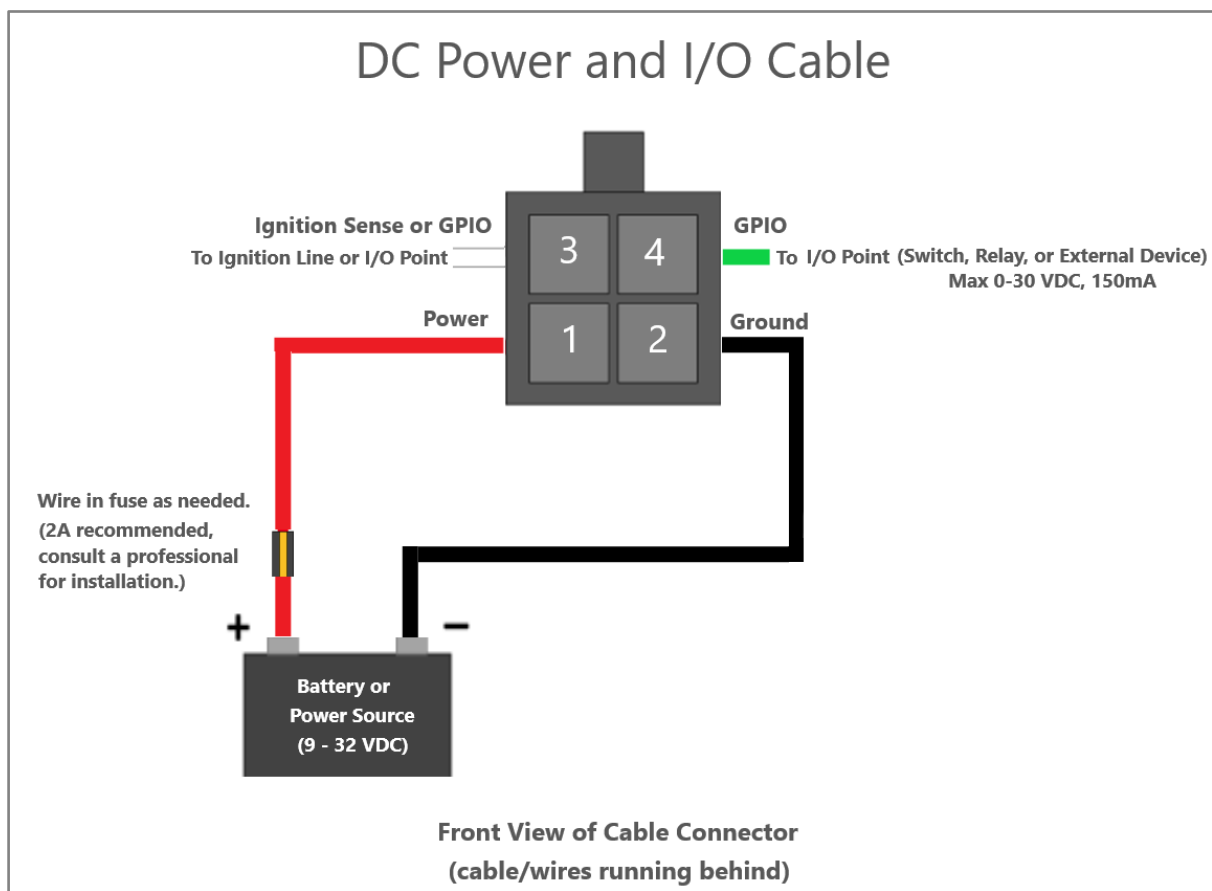 DC Power and I/O Cable
Ignition Sense or GPIO
To Ignition Line or I/O Point
3
4
GPIO
To I/O Point (Switch, Relay, or External Device)
Max 0-30 VDC, 150mA
Power
1
2
Ground
Wire in fuse as needed.
(2A recommended,
consult a professional
for installation.)
+
−
Battery or
Power Source
(9 - 32 VDC)
Front View of Cable Connector
(cable/wires running behind)